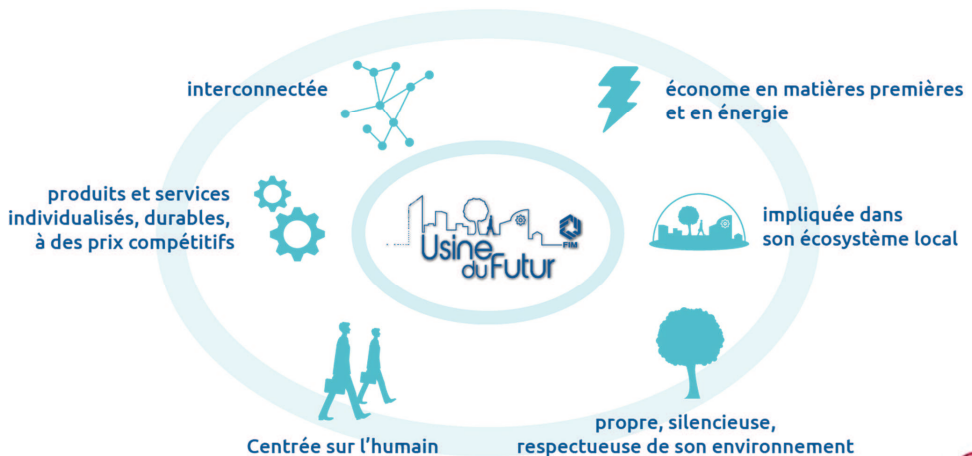 interconnectée
économe en matières premières
et en énergie
produits et services
individualisés, durables,
à des prix compétitifs
Usine
du Futur
FIM
impliquée dans
son écosystème local
Centrée sur l'humain
propre, silencieuse,
respectueuse de son environnement